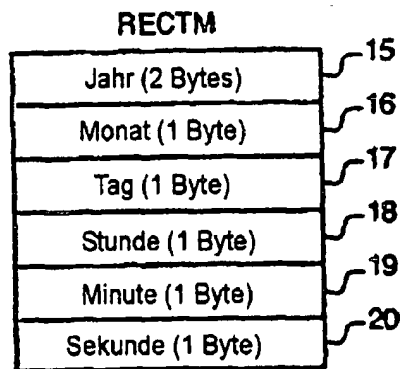 RECTM
Jahr (2 Bytes) 15
Monat (1 Byte) 16
Tag (1 Byte) 17
Stunde (1 Byte) 18
Minute (1 Byte) 19
Sekunde (1 Byte) 20